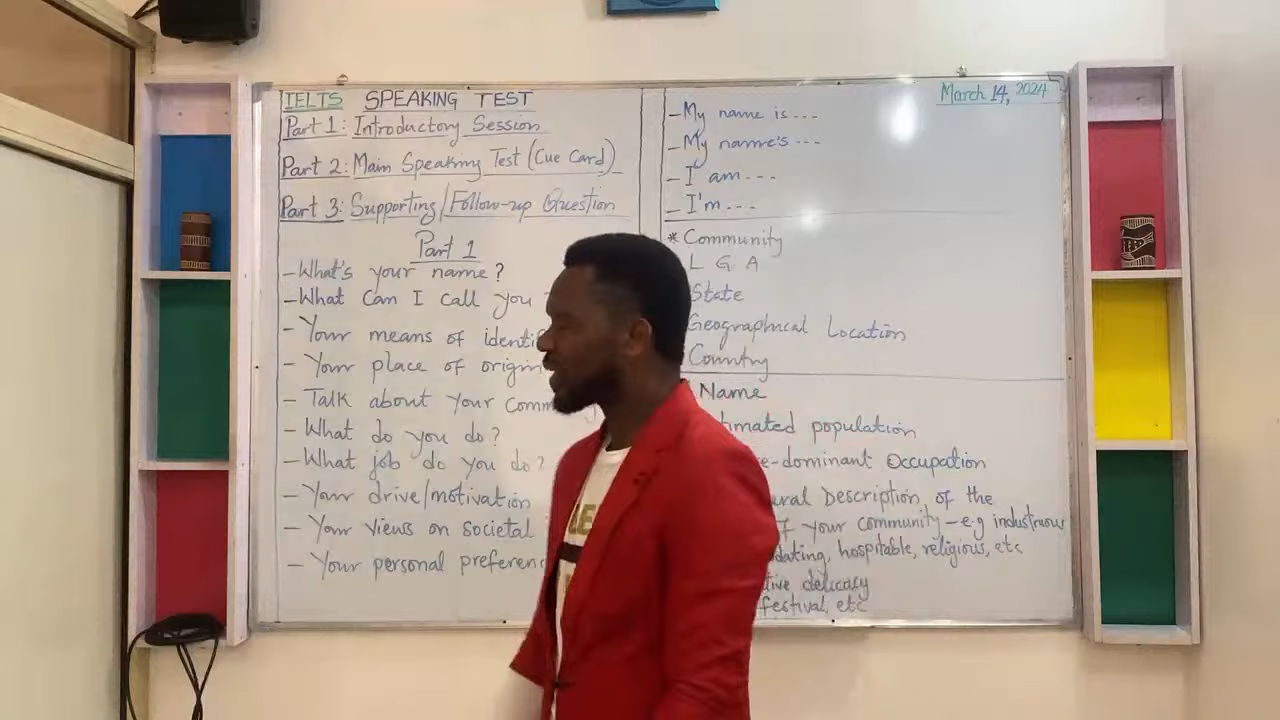 IELTS SPEAKING TEST
Part 1: Introductory Session
Part 2: Main Speaking Test (Cue Card)
Part 3: Supporting/Follow-up Question
Part 1
- What's your name?
- What can I call you
- Your means of
- Your place of origin
- Talk about your
- What do you do?
- What job do you do?
- Your drive/motivation
- Your views on societal
- Your personal
March 14, 2024
- My name is ...
- My name's ...
- I am ...
- I'm ...
* Community
L G A
State
Geographical Location
Country
Name
population
Occupation
Description of the
your community - e.g industruous
hospitable, religious, etc
delicacy
festival, etc